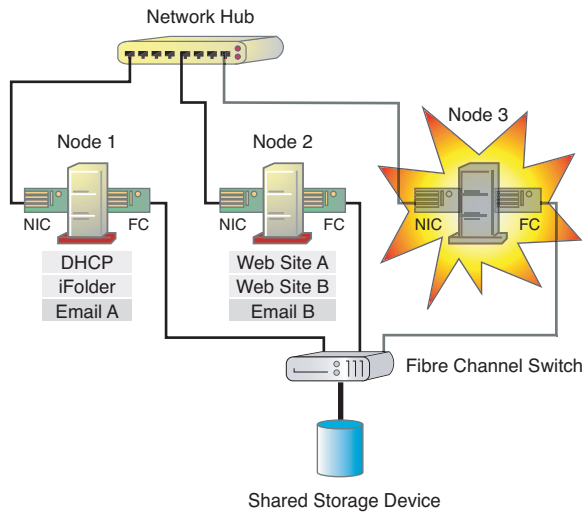 Network Hub
Node 1
Node 2
Node 3
NIC
FC
NIC
FC
NIC
FC
DHCP
iFolder
Email A
Web Site A
Web Site B
Email B
Fibre Channel Switch
Shared Storage Device